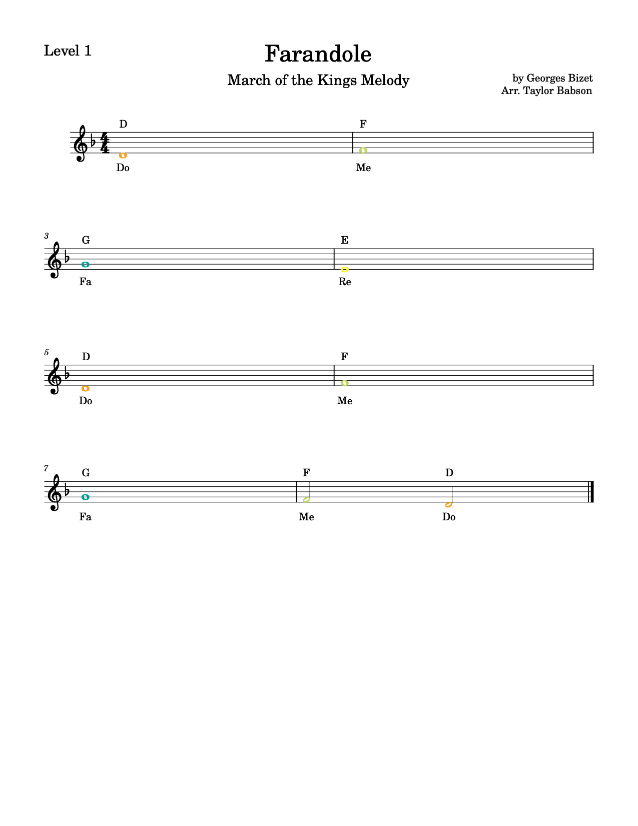 Level 1
Farandole
March of the Kings Melody
by Georges Bizet
Arr. Taylor Babson
D F
Do Me
3
G E
Fa Re
5
D F
Do Me
7
G F D
Fa Me Do